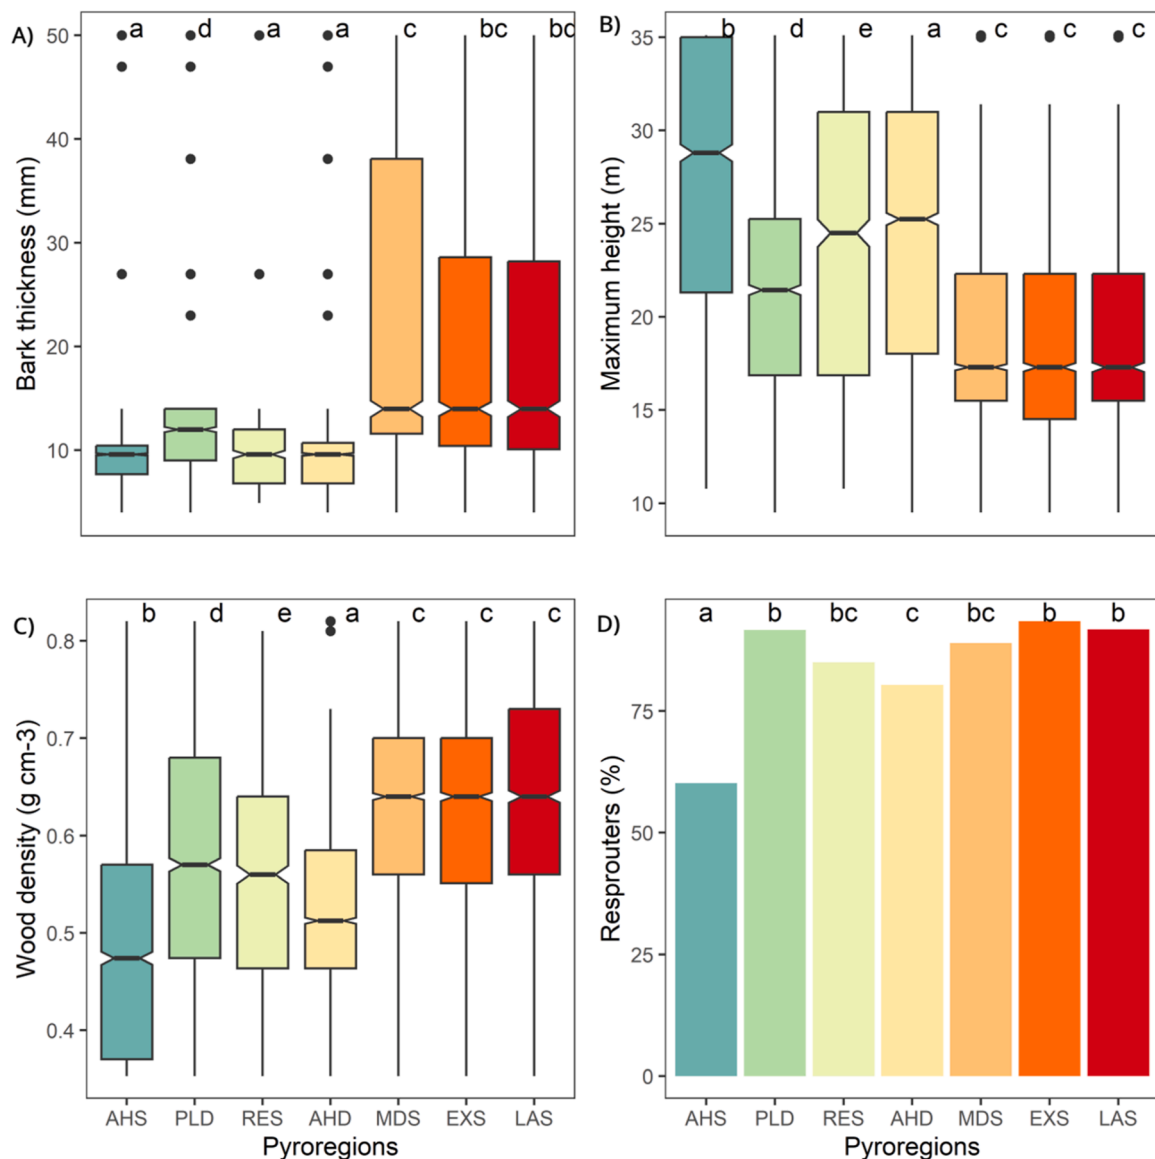 A)
a d a a c bc bc
50
40
30
20
10
Bark thickness (mm)
B)
b d e a c c c
35
30
25
20
15
10
Maximum height (m)
C)
b d e a c c c
0.8
0.7
0.6
0.5
0.4
Wood density (g cm-3)
AHS PLD RES AHD MDS EXS LAS
Pyroregions
D)
a b bc c bc b b
75
50
25
0
Resprouters (%)
AHS PLD RES AHD MDS EXS LAS
Pyroregions